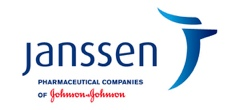 janssen
PHARMACEUTICAL COMPANIES
OF Johnson & Johnson